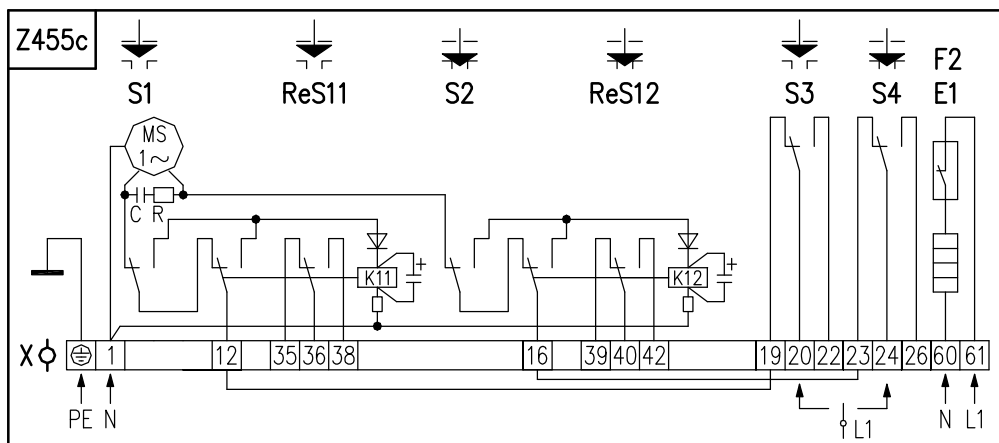 Z455c
F2
S1 ReS11 S2 ReS12 S3 S4 E1
MS
1~
C R
K11 + K12 +
X 1 12 35 36 38 16 39 40 42 19 20 22 23 24 26 60 61
PE N L1 N L1